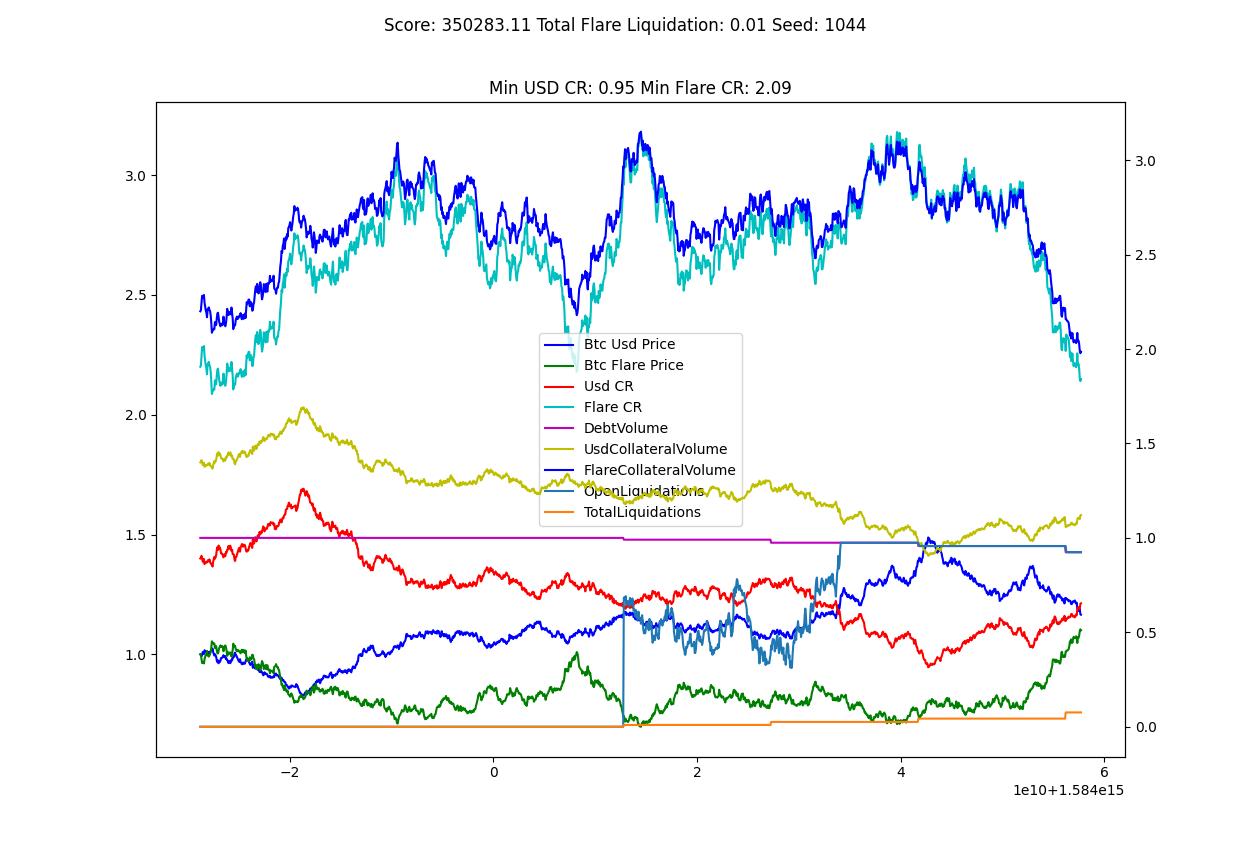 Score: 350283.11 Total Flare Liquidation: 0.01 Seed: 1044
Min USD CR: 0.95 Min Flare CR: 2.09
3.0
2.5
2.0
1.5
1.0
3.0
2.5
2.0
1.5
1.0
0.5
0.0
Btc Usd Price
Btc Flare Price
Usd CR
Flare CR
DebtVolume
UsdCollateralVolume
FlareCollateralVolume
OpenLiquidations
TotalLiquidations
−2 0 2 4 6
1e10+1.584e15